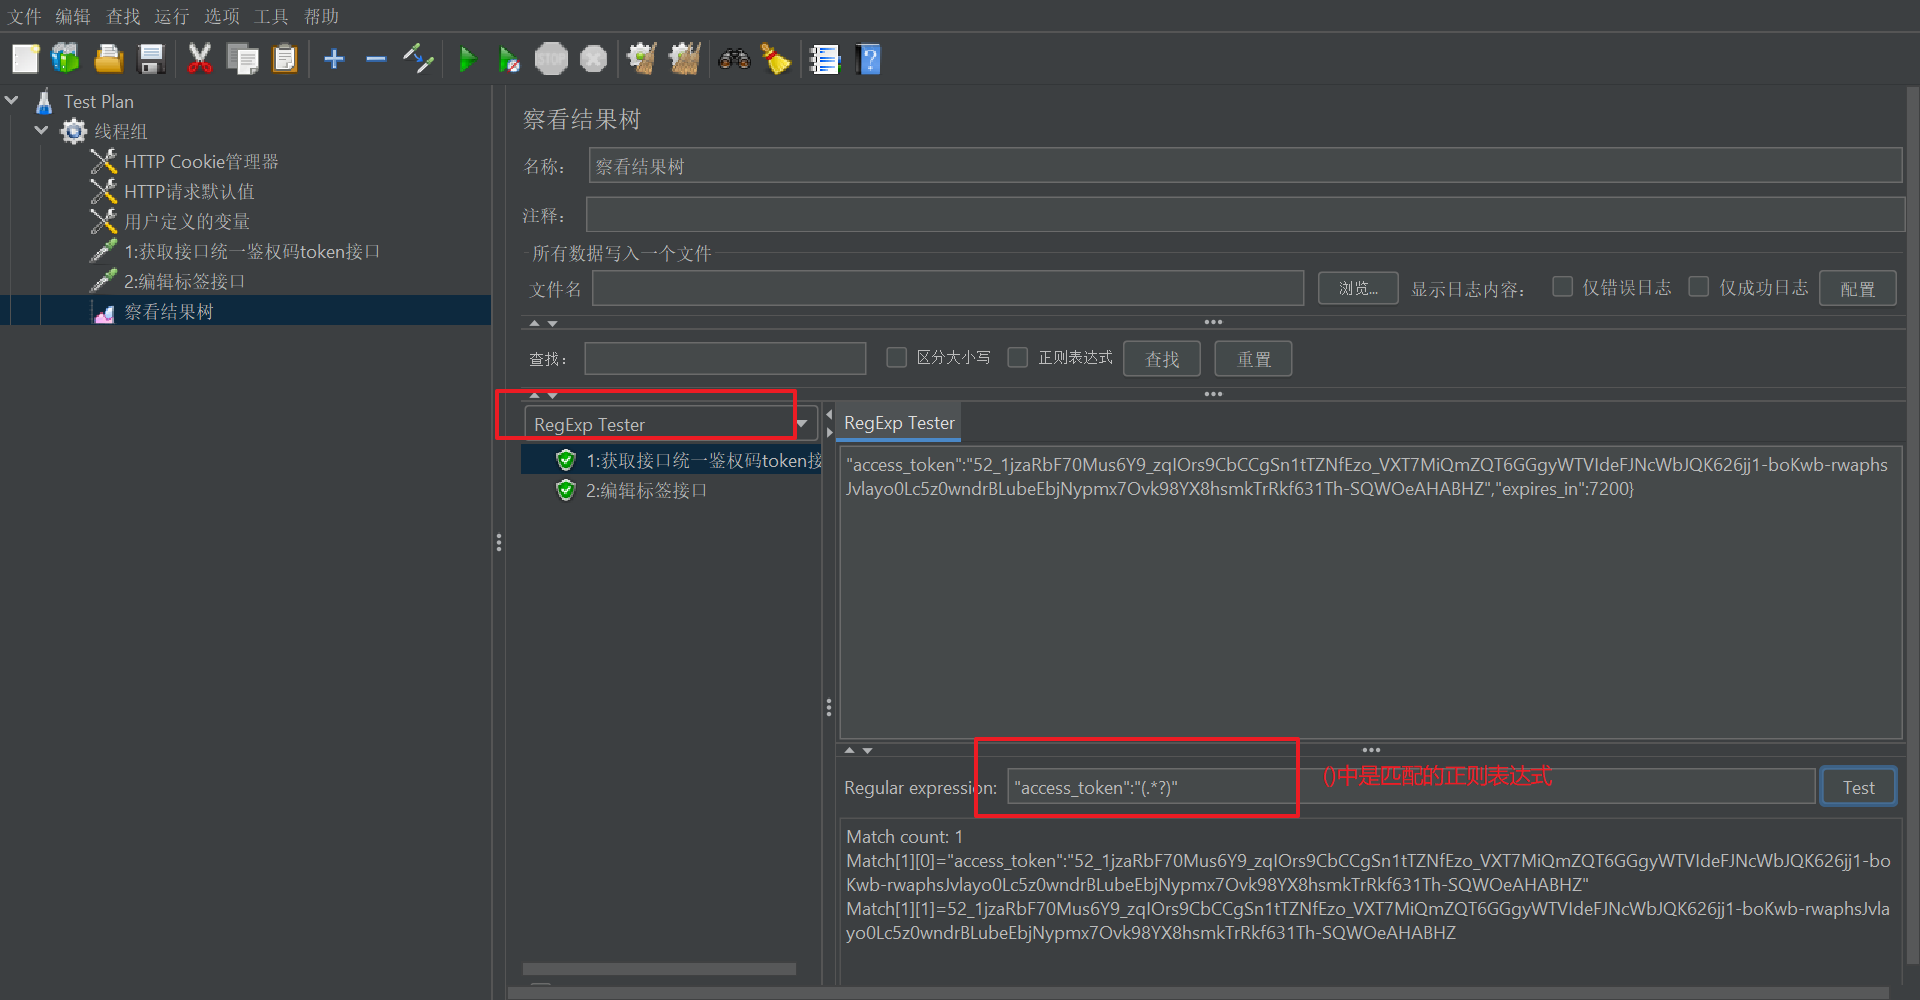 文件 编辑 查找 运行 选项 工具 帮助
Test Plan
线程组
HTTP Cookie管理器
HTTP请求默认值
用户定义的变量
1:获取接口统一鉴权码token接口
2:编辑标签接口
察看结果树
察看结果树
名称： 察看结果树
注释：
所有数据写入一个文件
文件名 浏览... 显示日志内容： 仅错误日志 仅成功日志 配置
查找： 区分大小写 正则表达式 查找 重置
RegExp Tester
1:获取接口统一鉴权码token接
2:编辑标签接口
RegExp Tester
"access_token":"52_1jzaRbF70Mus6Y9_zqIOrs9CbCCgSn1tTZNfEzo_VXT7MiQmZQT6GGgyWTVIdeFJNcWbJQK626jj1-boKwb-rwaphs
Jvlayo0Lc5z0wndrBLubeEbjNypmx7Ovk98YX8hsmkTrRkf631Th-SQWOeAHABHZ","expires_in":7200}
Regular expression: "access_token":"(.*?)" ()中是匹配的正则表达式 Test
Match count: 1
Match[1][0]="access_token":"52_1jzaRbF70Mus6Y9_zqIOrs9CbCCgSn1tTZNfEzo_VXT7MiQmZQT6GGgyWTVIdeFJNcWbJQK626jj1-bo
Kwb-rwaphsJvlayo0Lc5z0wndrBLubeEbjNypmx7Ovk98YX8hsmkTrRkf631Th-SQWOeAHABHZ"
Match[1][1]=52_1jzaRbF70Mus6Y9_zqIOrs9CbCCgSn1tTZNfEzo_VXT7MiQmZQT6GGgyWTVIdeFJNcWbJQK626jj1-boKwb-rwaphsJvla
yo0Lc5z0wndrBLubeEbjNypmx7Ovk98YX8hsmkTrRkf631Th-SQWOeAHABHZ